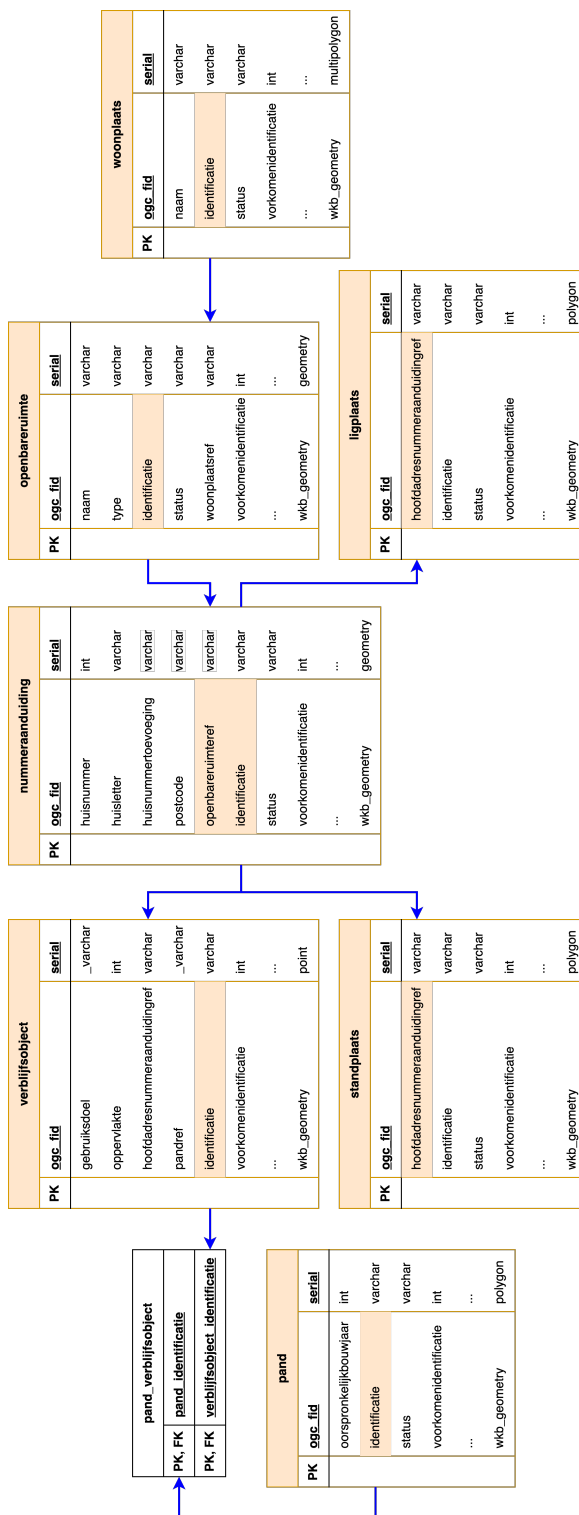 pand_verblijfsobject
PK, FK pand_identificatie
PK, FK verblijfsobject_identificatie
verblijfsobject
PK ogc_fid serial
gebruiksdoel _varchar
oppervlakte int
hoofdadresnummeraanduidingref varchar
pandref _varchar
identificatie varchar
voorkomenidentificatie int
... ...
wkb_geometry point
nummeraanduiding
PK ogc_fid serial
huisnummer int
huisletter varchar
huisnummertoevoeging varchar
postcode varchar
openbareruimteref varchar
identificatie varchar
status varchar
voorkomenidentificatie int
... ...
wkb_geometry geometry
openbareruimte
PK ogc_fid serial
naam varchar
type varchar
identificatie varchar
status varchar
woonplaatsref varchar
voorkomenidentificatie int
... ...
wkb_geometry geometry
woonplaats
PK ogc_fid serial
naam varchar
identificatie varchar
status varchar
vorkomenidentificatie int
... ...
wkb_geometry multipolygon
pand
PK ogc_fid serial
oorspronkelijkbouwjaar int
identificatie varchar
status varchar
voorkomenidentificatie int
... ...
wkb_geometry polygon
standplaats
PK ogc_fid serial
hoofdadresnummeraanduidingref varchar
identificatie varchar
status varchar
voorkomenidentificatie int
... ...
wkb_geometry polygon
ligplaats
PK ogc_fid serial
hoofdadresnummeraanduidingref varchar
identificatie varchar
status varchar
voorkomenidentificatie int
... ...
wkb_geometry polygon